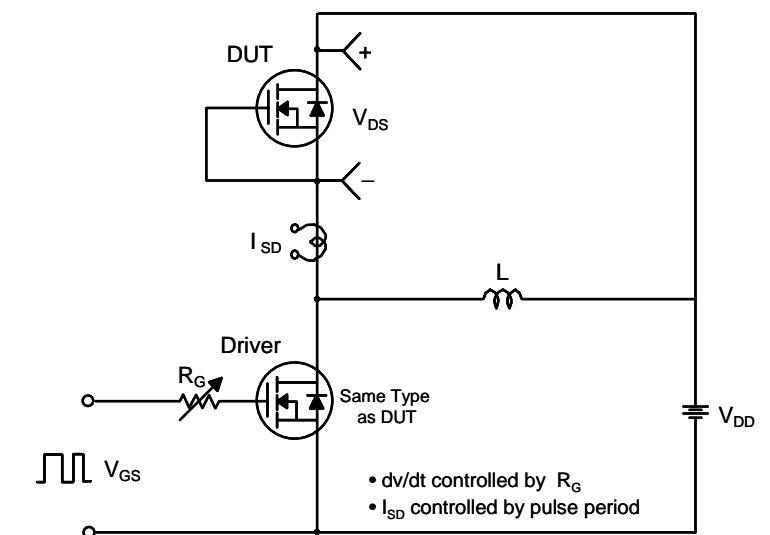 DUT
+
V_DS
–
I_SD
L
Driver
R_G
Same Type
as DUT
V_DD
V_GS
• dv/dt controlled by R_G
• I_SD controlled by pulse period